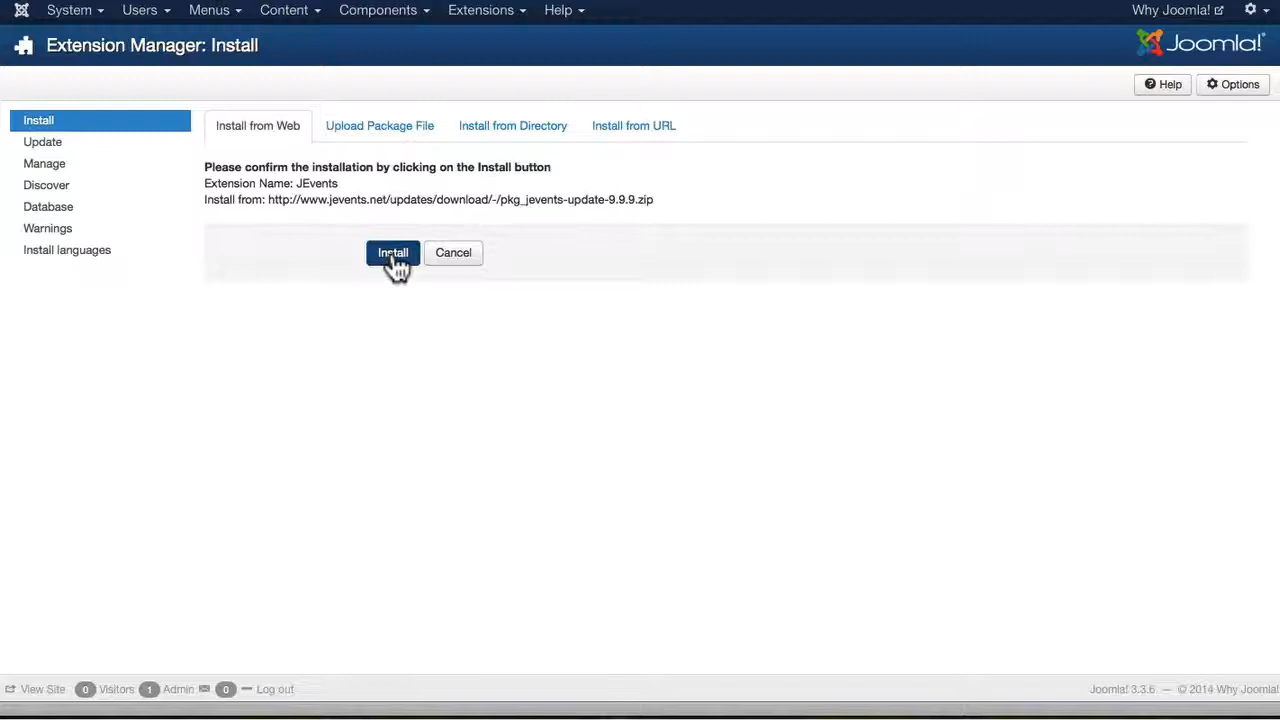 System Users Menus Content Components Extensions Help Why Joomla!
Extension Manager: Install Joomla!®
Help Options
Install
Update
Manage
Discover
Database
Warnings
Install languages
Install from Web Upload Package File Install from Directory Install from URL
Please confirm the installation by clicking on the Install button
Extension Name: JEvents
Install from: http://www.jevents.net/updates/download/-/pkg_jevents-update-9.9.9.zip
Install Cancel
View Site 0 Visitors 1 Admin 0 Log out Joomla! 3.3.6 — © 2014 Why Joomla!